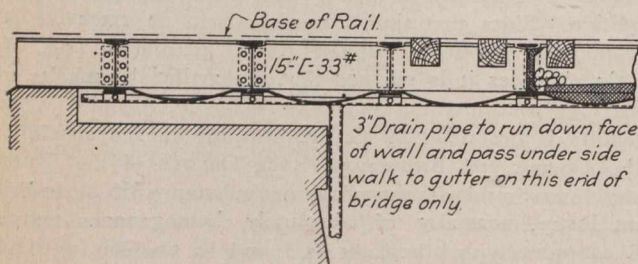 Base of Rail.
15"-[-33#
3"Drain pipe to run down face
of wall and pass under side
walk to gutter on this end of
bridge only.